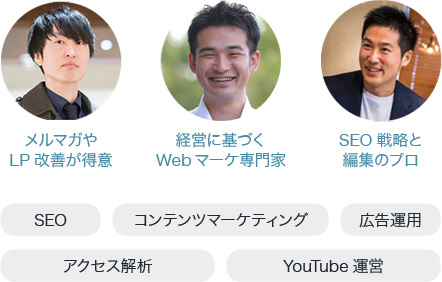 メルマガや
LP 改善が得意
経営に基づく
Web マーケ専門家
SEO 戦略と
編集のプロ
SEO
コンテンツマーケティング
広告運用
アクセス解析
YouTube 運営